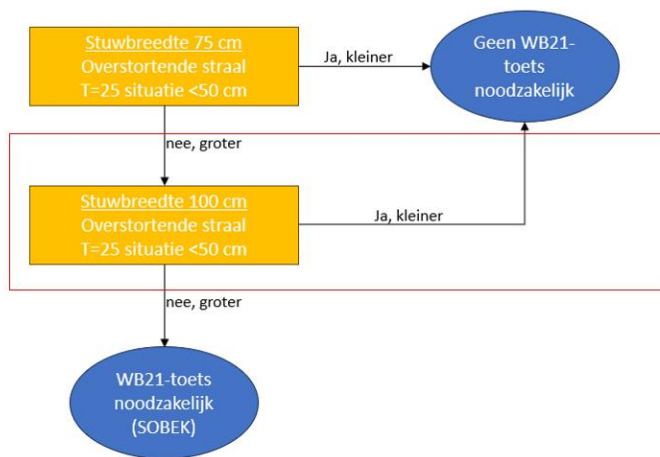 Stuwbreedte 75 cm
Overstortende straal
T=25 situatie <50 cm
Ja, kleiner
Geen WB21-
toets
noodzakelijk
nee, groter
Stuwbreedte 100 cm
Overstortende straal
T=25 situatie <50 cm
Ja, kleiner
nee, groter
WB21-toets
noodzakelijk
(SOBEK)